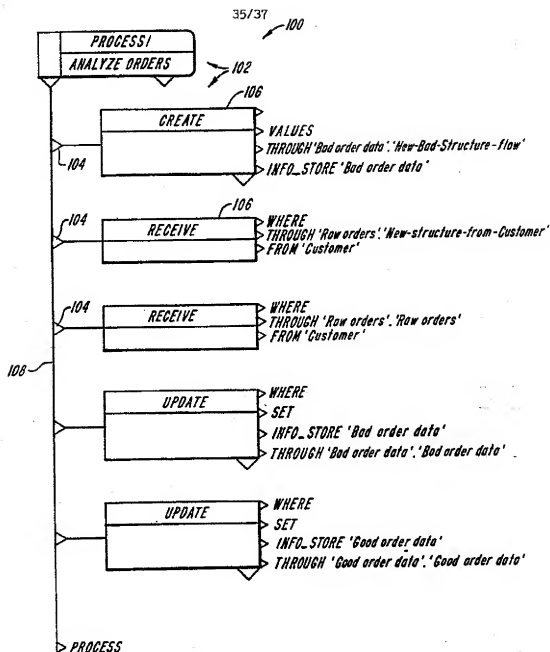 35/37
100
PROCESS/
ANALYZE ORDERS
102
106
CREATE
VALUES
THROUGH 'Bad order data'.'New-Bad-Structure-flow'
INFO_STORE 'Bad order data'
104
104
106
RECEIVE
WHERE
THROUGH 'Raw orders'.'New-structure-from-Customer'
FROM 'Customer'
104
RECEIVE
WHERE
THROUGH 'Raw orders'.'Raw orders'
FROM 'Customer'
108
UPDATE
WHERE
SET
INFO_STORE 'Bad order data'
THROUGH 'Bad order data'.'Bad order data'
UPDATE
WHERE
SET
INFO_STORE 'Good order data'
THROUGH 'Good order data'.'Good order data'
PROCESS